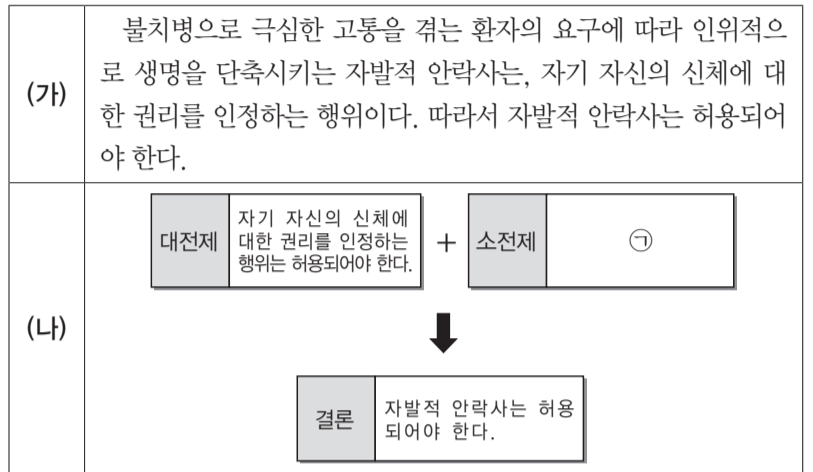 (가)
불치병으로 극심한 고통을 겪는 환자의 요구에 따라 인위적으
로 생명을 단축시키는 자발적 안락사는, 자기 자신의 신체에 대
한 권리를 인정하는 행위이다. 따라서 자발적 안락사는 허용되어
야 한다.
(나)
대전제
자기 자신의 신체에
대한 권리를 인정하는
행위는 허용되어야 한다.
+
소전제
㉠
결론
자발적 안락사는 허용
되어야 한다.